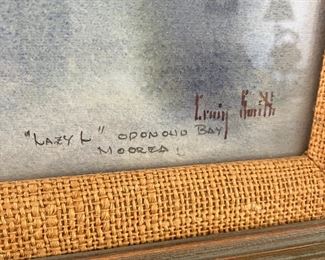 Craig Smith
"LAZY L" OPONOHU BAY
MOOREA